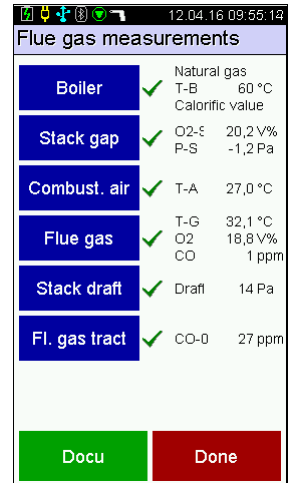 12.04.16 09:55:14
Flue gas measurements
Boiler
Natural gas
T-B 60 °C
Calorific value
Stack gap
O2-S 20,2 V%
P-S -1,2 Pa
Combust. air
T-A 27,0 °C
Flue gas
T-G 32,1 °C
O2 18,8 V%
CO 1 ppm
Stack draft
Draft 14 Pa
Fl. gas tract
CO-0 27 ppm
Docu
Done